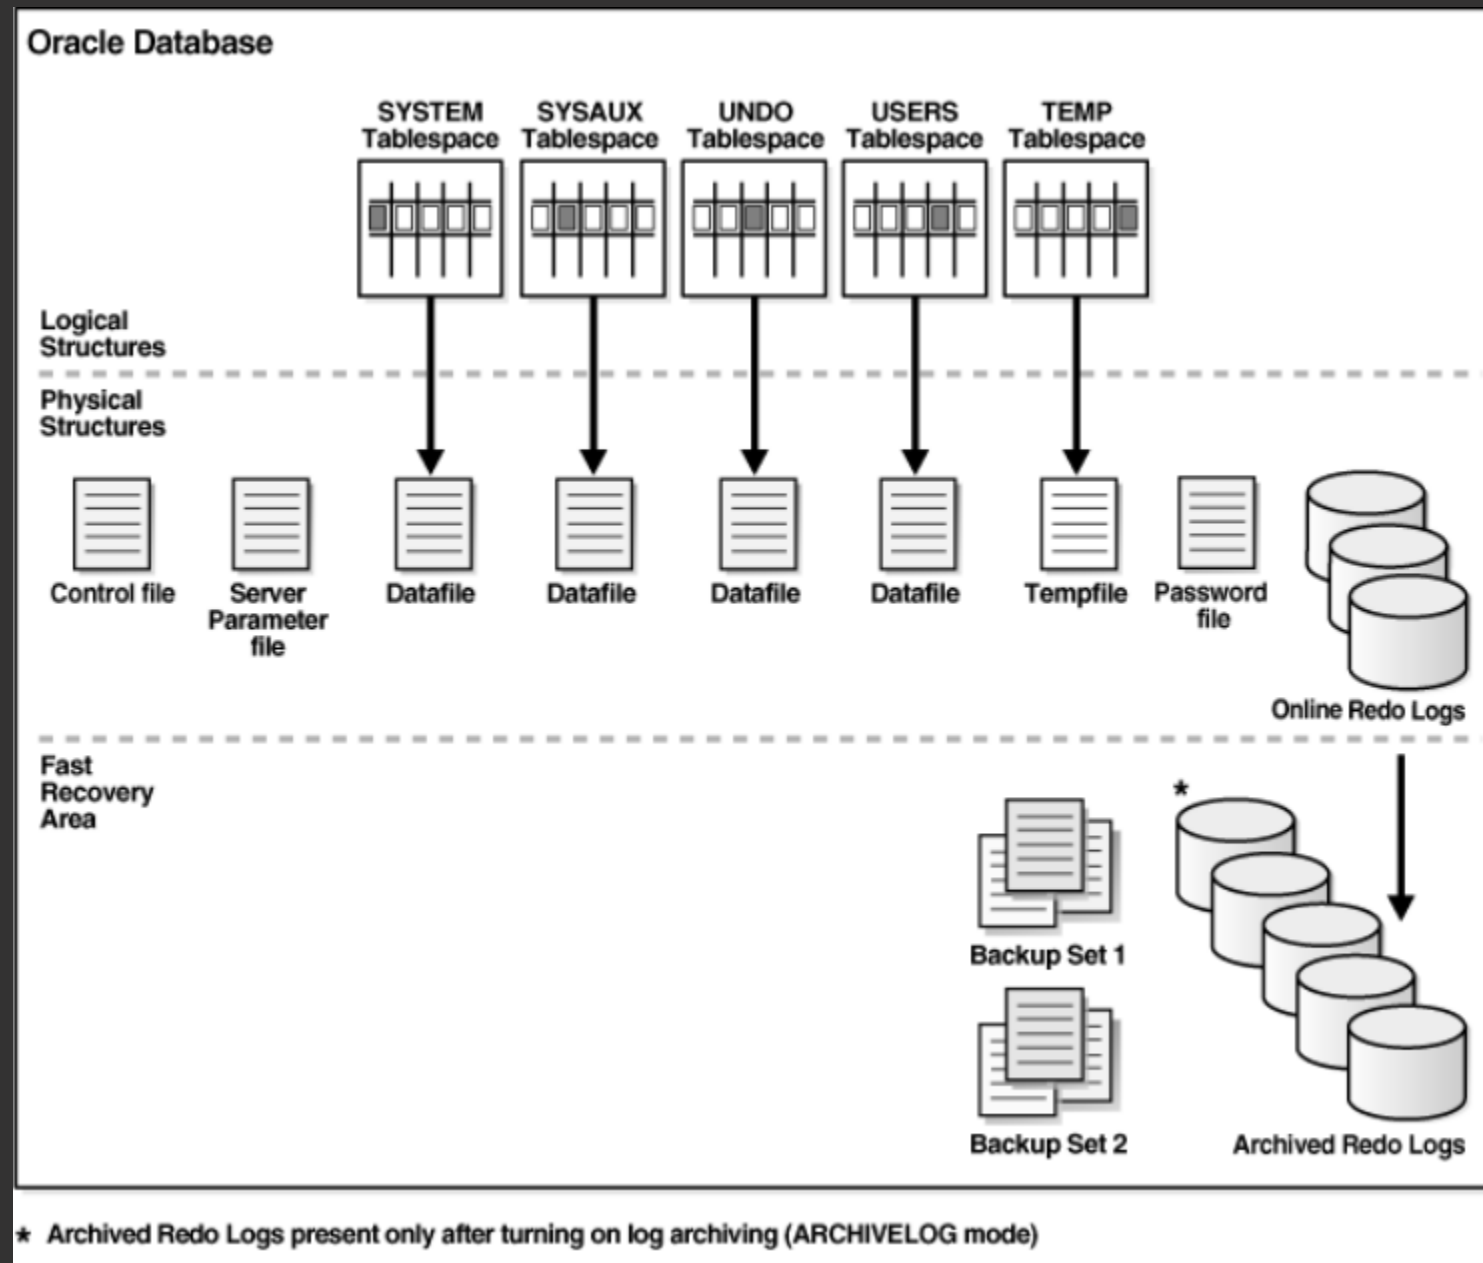 Oracle Database
SYSTEM
Tablespace
SYSAUX
Tablespace
UNDO
Tablespace
USERS
Tablespace
TEMP
Tablespace
Logical
Structures
Physical
Structures
Control file
Server
Parameter
file
Datafile
Datafile
Datafile
Datafile
Tempfile
Password
file
Online Redo Logs
Fast
Recovery
Area
*
Backup Set 1
Backup Set 2
Archived Redo Logs
* Archived Redo Logs present only after turning on log archiving (ARCHIVELOG mode)